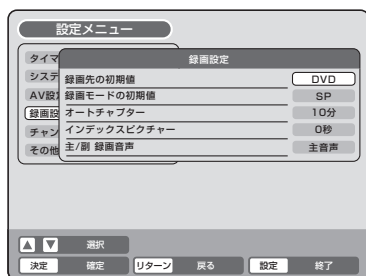 設定メニュー
タイマ
録画設定
システ
録画先の初期値 DVD
AV設
録画モードの初期値 SP
録画設
オートチャプター 10分
チャン
インデックスピクチャー 0秒
その他
主/副 録画音声 主音声
選択
決定 確定 リターン 戻る 設定 終了